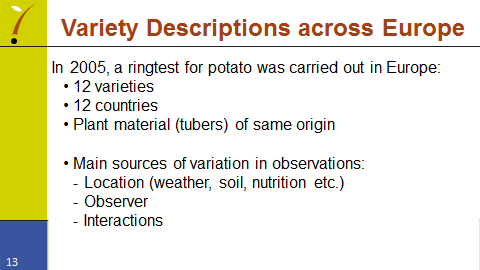 Variety Descriptions across Europe
In 2005, a ringtest for potato was carried out in Europe:
• 12 varieties
• 12 countries
• Plant material (tubers) of same origin
• Main sources of variation in observations:
- Location (weather, soil, nutrition etc.)
- Observer
- Interactions
13